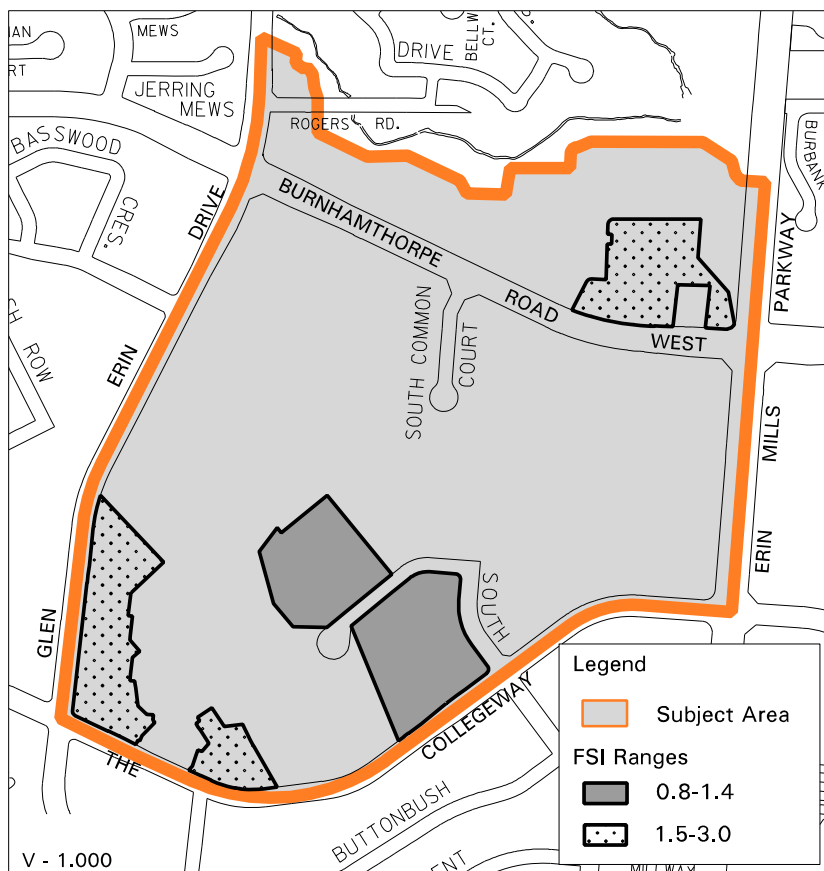 MEWS
JERRING
MEWS
DRIVE
BELLW
CT.
ROGERS RD.
BASSWOOD
CRES.
BURBANK
DRIVE
BURNHAMTHORPE
ROAD
WEST
PARKWAY
SOUTH COMMON
COURT
ROW
ERIN
MILLS
ERIN
GLEN
SOUTH
THE
COLLEGEWAY
BUTTONBUSH
Legend
Subject Area
FSI Ranges
0.8-1.4
1.5-3.0
V - 1.000